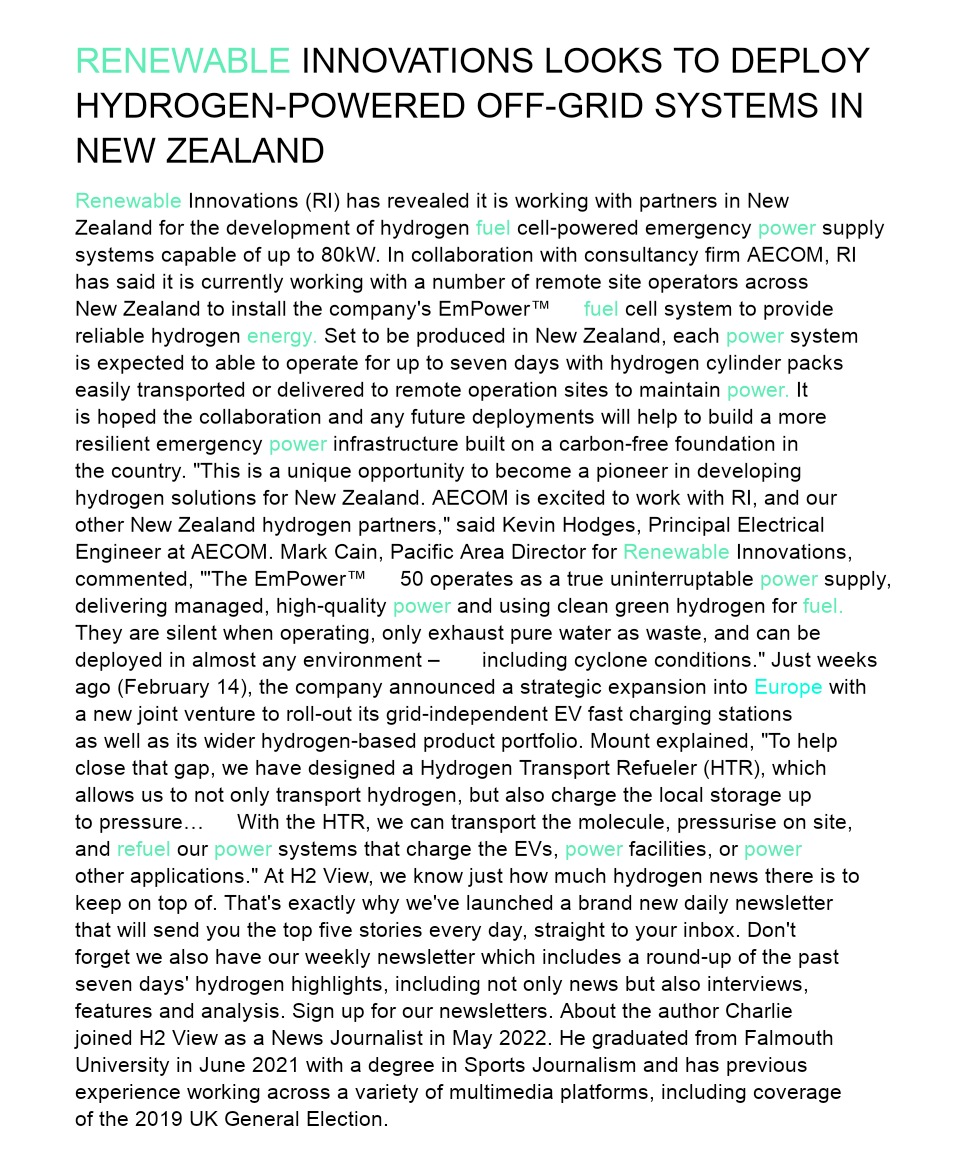 RENEWABLE INNOVATIONS LOOKS TO DEPLOY
HYDROGEN-POWERED OFF-GRID SYSTEMS IN
NEW ZEALAND
Renewable Innovations (RI) has revealed it is working with partners in New
Zealand for the development of hydrogen fuel cell-powered emergency power supply
systems capable of up to 80kW. In collaboration with consultancy firm AECOM, RI
has said it is currently working with a number of remote site operators across
New Zealand to install the company's EmPower™ fuel cell system to provide
reliable hydrogen energy. Set to be produced in New Zealand, each power system
is expected to able to operate for up to seven days with hydrogen cylinder packs
easily transported or delivered to remote operation sites to maintain power. It
is hoped the collaboration and any future deployments will help to build a more
resilient emergency power infrastructure built on a carbon-free foundation in
the country. "This is a unique opportunity to become a pioneer in developing
hydrogen solutions for New Zealand. AECOM is excited to work with RI, and our
other New Zealand hydrogen partners," said Kevin Hodges, Principal Electrical
Engineer at AECOM. Mark Cain, Pacific Area Director for Renewable Innovations,
commented, "'The EmPower™ 50 operates as a true uninterruptable power supply,
delivering managed, high-quality power and using clean green hydrogen for fuel.
They are silent when operating, only exhaust pure water as waste, and can be
deployed in almost any environment – including cyclone conditions." Just weeks
ago (February 14), the company announced a strategic expansion into Europe with
a new joint venture to roll-out its grid-independent EV fast charging stations
as well as its wider hydrogen-based product portfolio. Mount explained, "To help
close that gap, we have designed a Hydrogen Transport Refueler (HTR), which
allows us to not only transport hydrogen, but also charge the local storage up
to pressure… With the HTR, we can transport the molecule, pressurise on site,
and refuel our power systems that charge the EVs, power facilities, or power
other applications." At H2 View, we know just how much hydrogen news there is to
keep on top of. That's exactly why we've launched a brand new daily newsletter
that will send you the top five stories every day, straight to your inbox. Don't
forget we also have our weekly newsletter which includes a round-up of the past
seven days' hydrogen highlights, including not only news but also interviews,
features and analysis. Sign up for our newsletters. About the author Charlie
joined H2 View as a News Journalist in May 2022. He graduated from Falmouth
University in June 2021 with a degree in Sports Journalism and has previous
experience working across a variety of multimedia platforms, including coverage
of the 2019 UK General Election.